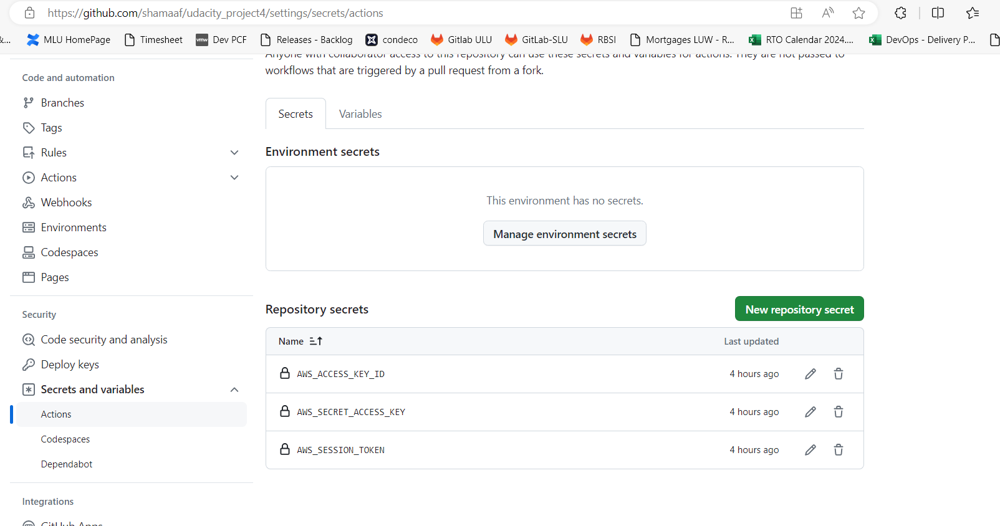 https://github.com/shamaaf/udacity_project4/settings/secrets/actions
&... MLU HomePage Timesheet vmw Dev PCF Releases - Backlog condeco Gitlab ULU GitLab-SLU RBSI Mortgages LUW - R... RTO Calendar 2024.... DevOps - Delivery P...
Anyone with collaborator access to this repository can use these secrets and variables for actions. They are not passed to
workflows that are triggered by a pull request from a fork.
Code and automation
Branches
Tags
Rules
Actions
Webhooks
Environments
Codespaces
Pages
Security
Code security and analysis
Deploy keys
Secrets and variables
Actions
Codespaces
Dependabot
Integrations
GitHub Apps
Secrets Variables
Environment secrets
This environment has no secrets.
Manage environment secrets
Repository secrets
New repository secret
Name Last updated
AWS_ACCESS_KEY_ID 4 hours ago
AWS_SECRET_ACCESS_KEY 4 hours ago
AWS_SESSION_TOKEN 4 hours ago